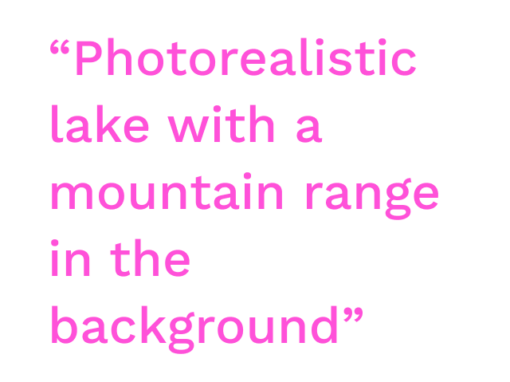 “Photorealistic
lake with a
mountain range
in the
background”